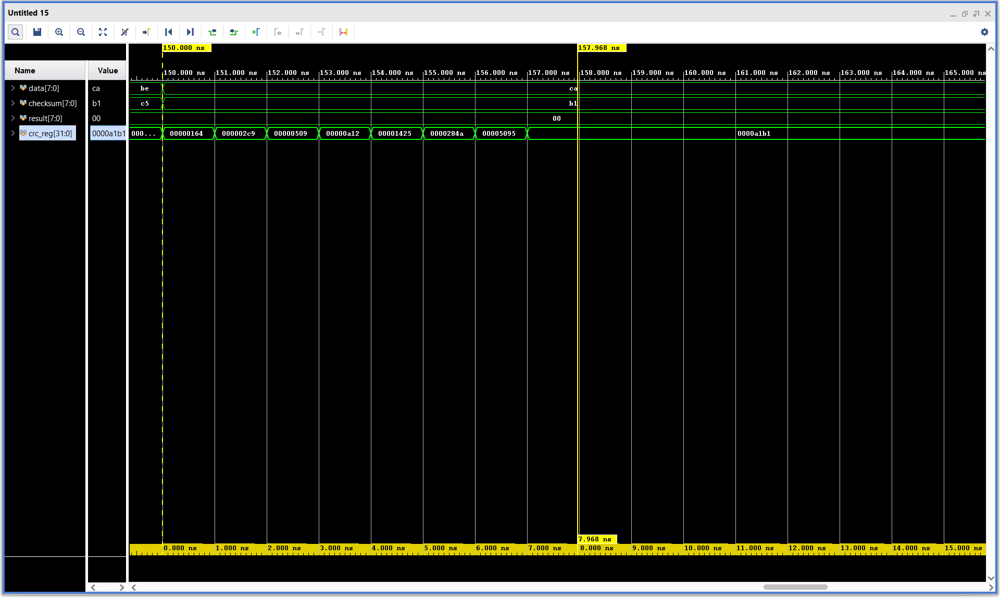 Untitled 15
150.000 ns 157.968 ns
Name Value
150.000 ns 151.000 ns 152.000 ns 153.000 ns 154.000 ns 155.000 ns 156.000 ns 157.000 ns 158.000 ns 159.000 ns 160.000 ns 161.000 ns 162.000 ns 163.000 ns 164.000 ns 165.000 ns
data[7:0] ca be ca
checksum[7:0] b1 c5 b1
result[7:0] 00 00
crc_reg[31:0] 0000a1b1 000... 00000164 000002c9 00000509 00000a12 00001425 0000284a 00005095 0000a1b1
7.968 ns
0.000 ns 1.000 ns 2.000 ns 3.000 ns 4.000 ns 5.000 ns 6.000 ns 7.000 ns 8.000 ns 9.000 ns 10.000 ns 11.000 ns 12.000 ns 13.000 ns 14.000 ns 15.000 ns